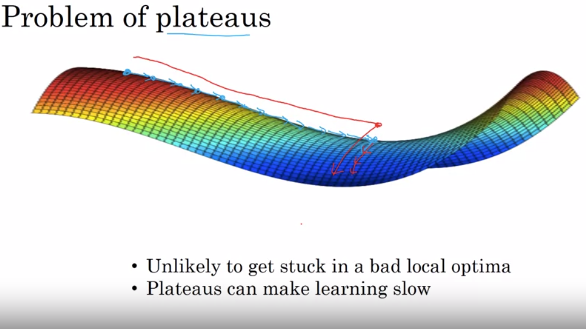 Problem of plateaus
• Unlikely to get stuck in a bad local optima
• Plateaus can make learning slow